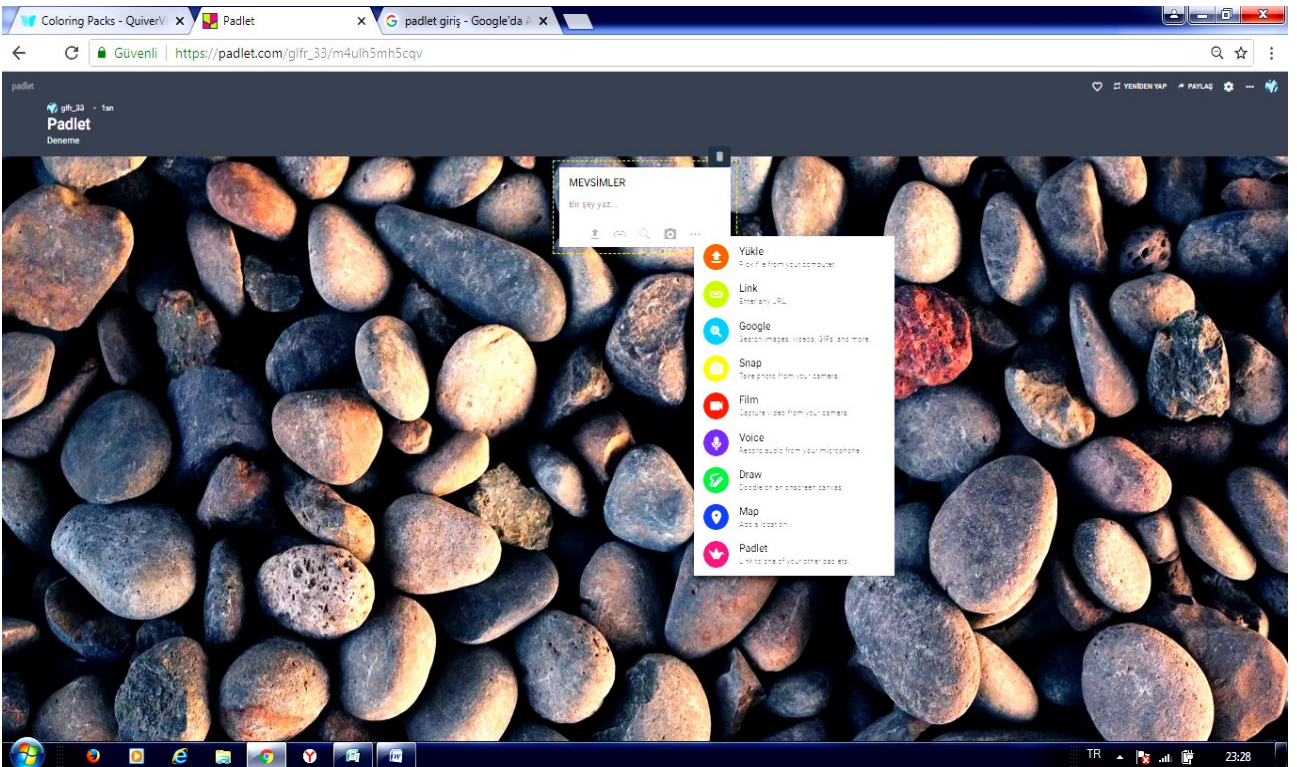 Coloring Packs - QuiverV
Padlet
padlet giriş - Google'da A
Güvenli | https://padlet.com/glfr_33/m4ulh5mh5cqv
padlet
YENİDEN YAP
PAYLAŞ
glfr_33 • 1sn
Padlet
Deneme
MEVSİMLER
Bir şey yaz...
Yükle
Pick file from your computer.
Link
Enter any URL.
Google
Search images, videos, GIFs, and more.
Snap
Take photo from your camera.
Film
Capture video from your camera.
Voice
Record audio from your microphone.
Draw
Doodle on an onscreen canvas.
Map
Add a location.
Padlet
Link to one of your other padlets.
TR
23:28